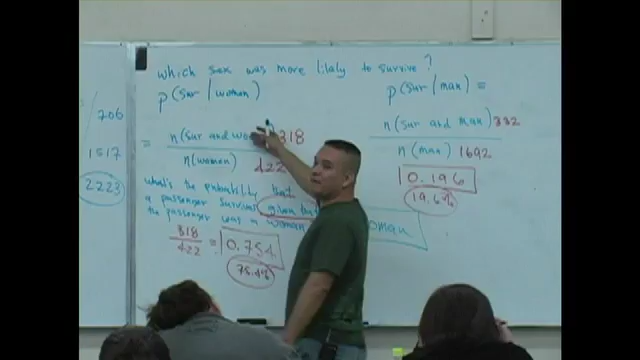 / 706
1517
2223
which sex was more likely to survive?
P(sur / woman)
= n(sur and wo 318
n(woman) 422
what's the probability that
a passenger survives given that
the passenger was a woman
oman
318
422
= 0.754
75.4%
P(sur / man) =
n(sur and man) 332
n(man) 1692
0.196
19.6%